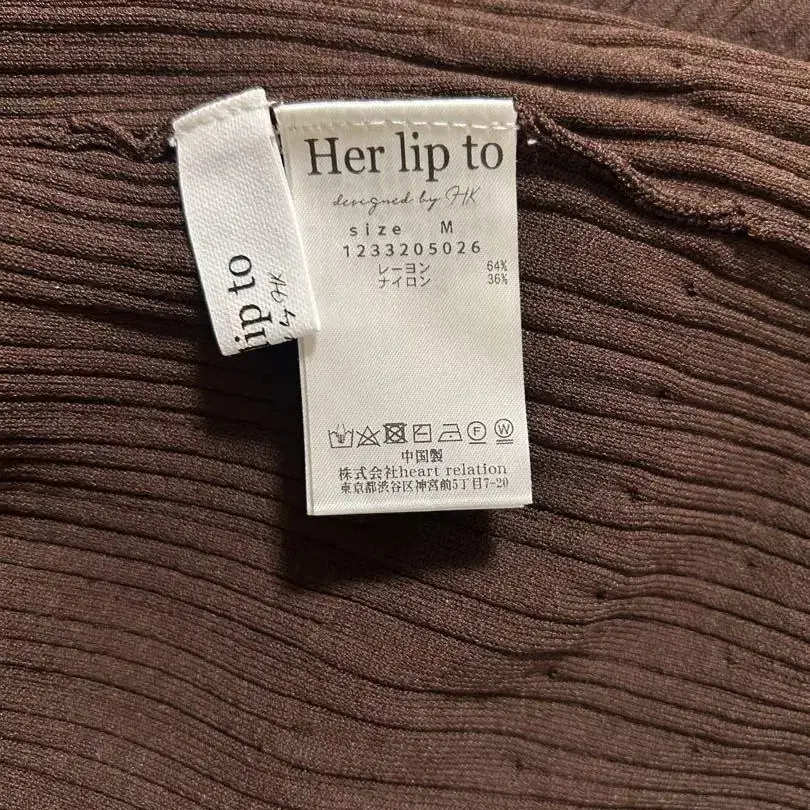 Her lip to
designed by HK
size M
1233205026
レーヨン 64%
ナイロン 36%
F W
中国製
株式会社heart relation
東京都渋谷区神宮前5丁目7-20
lip to
by HK